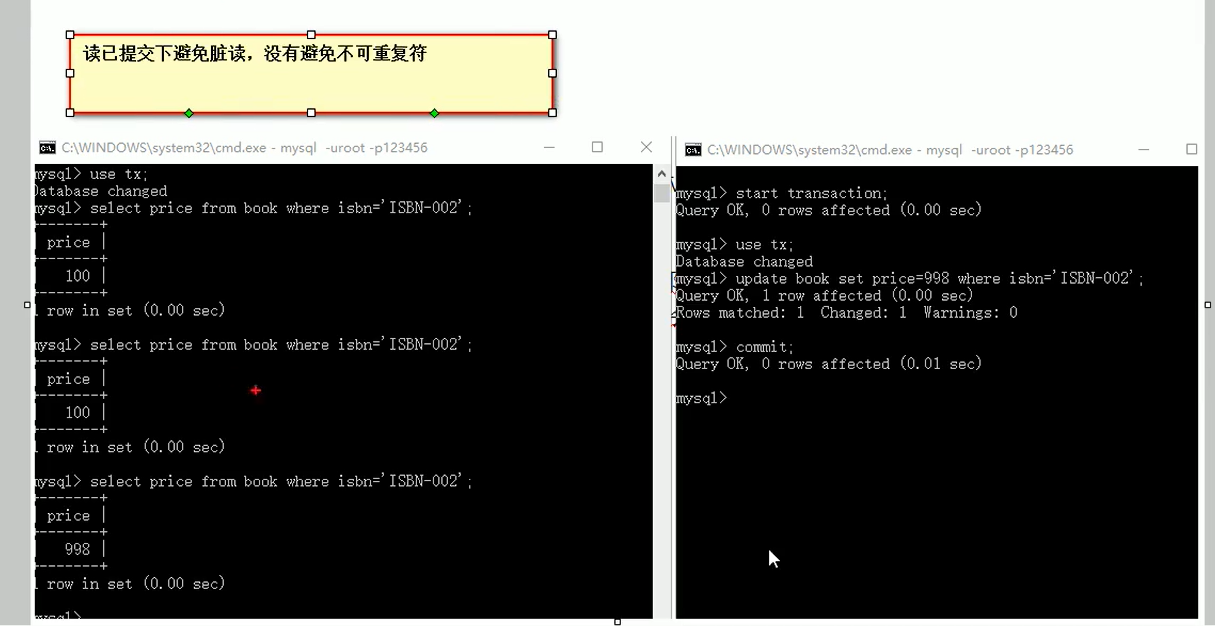 读已提交下避免脏读，没有避免不可重复符
C:\WINDOWS\system32\cmd.exe - mysql -uroot -p123456
mysql> use tx;
Database changed
mysql> select price from book where isbn='ISBN-002';
--------+
| price |
--------+
| 100 |
--------+
1 row in set (0.00 sec)
mysql> select price from book where isbn='ISBN-002';
--------+
| price |
--------+
| 100 |
--------+
1 row in set (0.00 sec)
mysql> select price from book where isbn='ISBN-002';
--------+
| price |
--------+
| 998 |
--------+
1 row in set (0.00 sec)
mysql>
C:\WINDOWS\system32\cmd.exe - mysql -uroot -p123456
mysql> start transaction;
Query OK, 0 rows affected (0.00 sec)
mysql> use tx;
Database changed
mysql> update book set price=998 where isbn='ISBN-002';
Query OK, 1 row affected (0.00 sec)
Rows matched: 1 Changed: 1 Warnings: 0
mysql> commit;
Query OK, 0 rows affected (0.01 sec)
mysql>